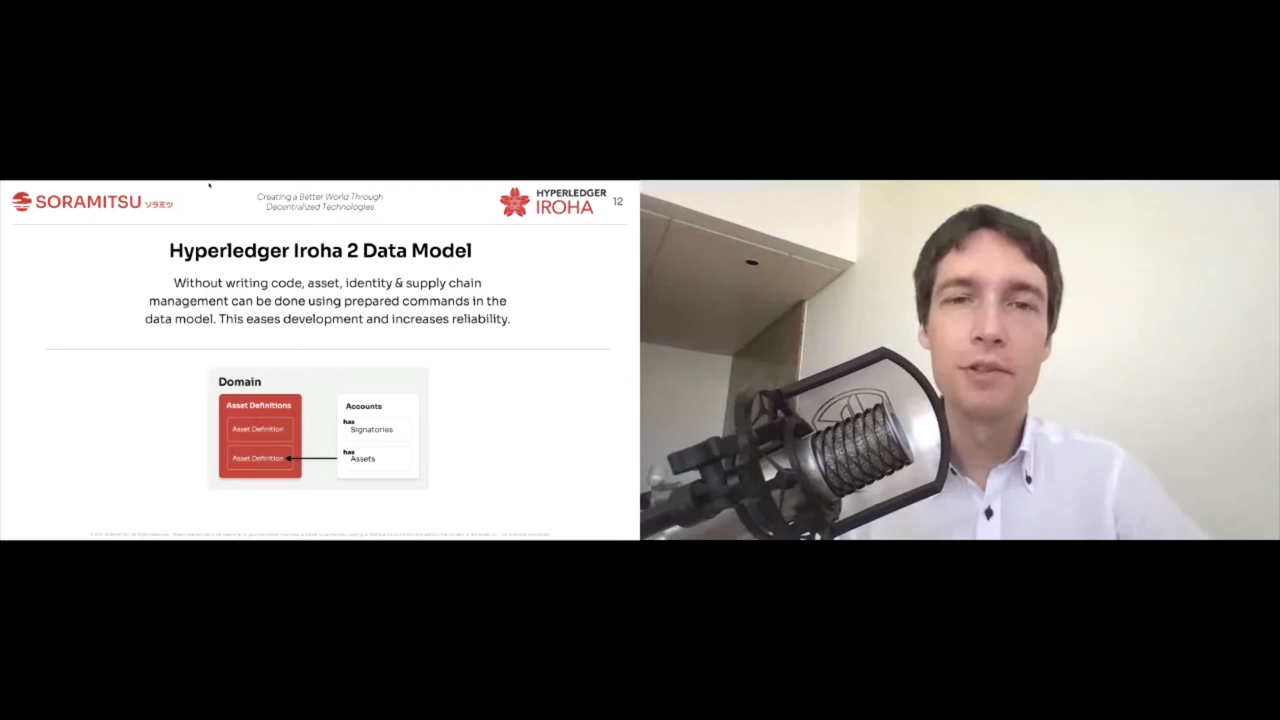 SORAMITSU ソラミツ
Creating a Better World Through
Decentralized Technologies
HYPERLEDGER
IROHA
12
Hyperledger Iroha 2 Data Model
Without writing code, asset, identity & supply chain
management can be done using prepared commands in the
data model. This eases development and increases reliability.
Domain
Asset Definitions
Asset Definition
Asset Definition
Accounts
has
Signatories
has
Assets